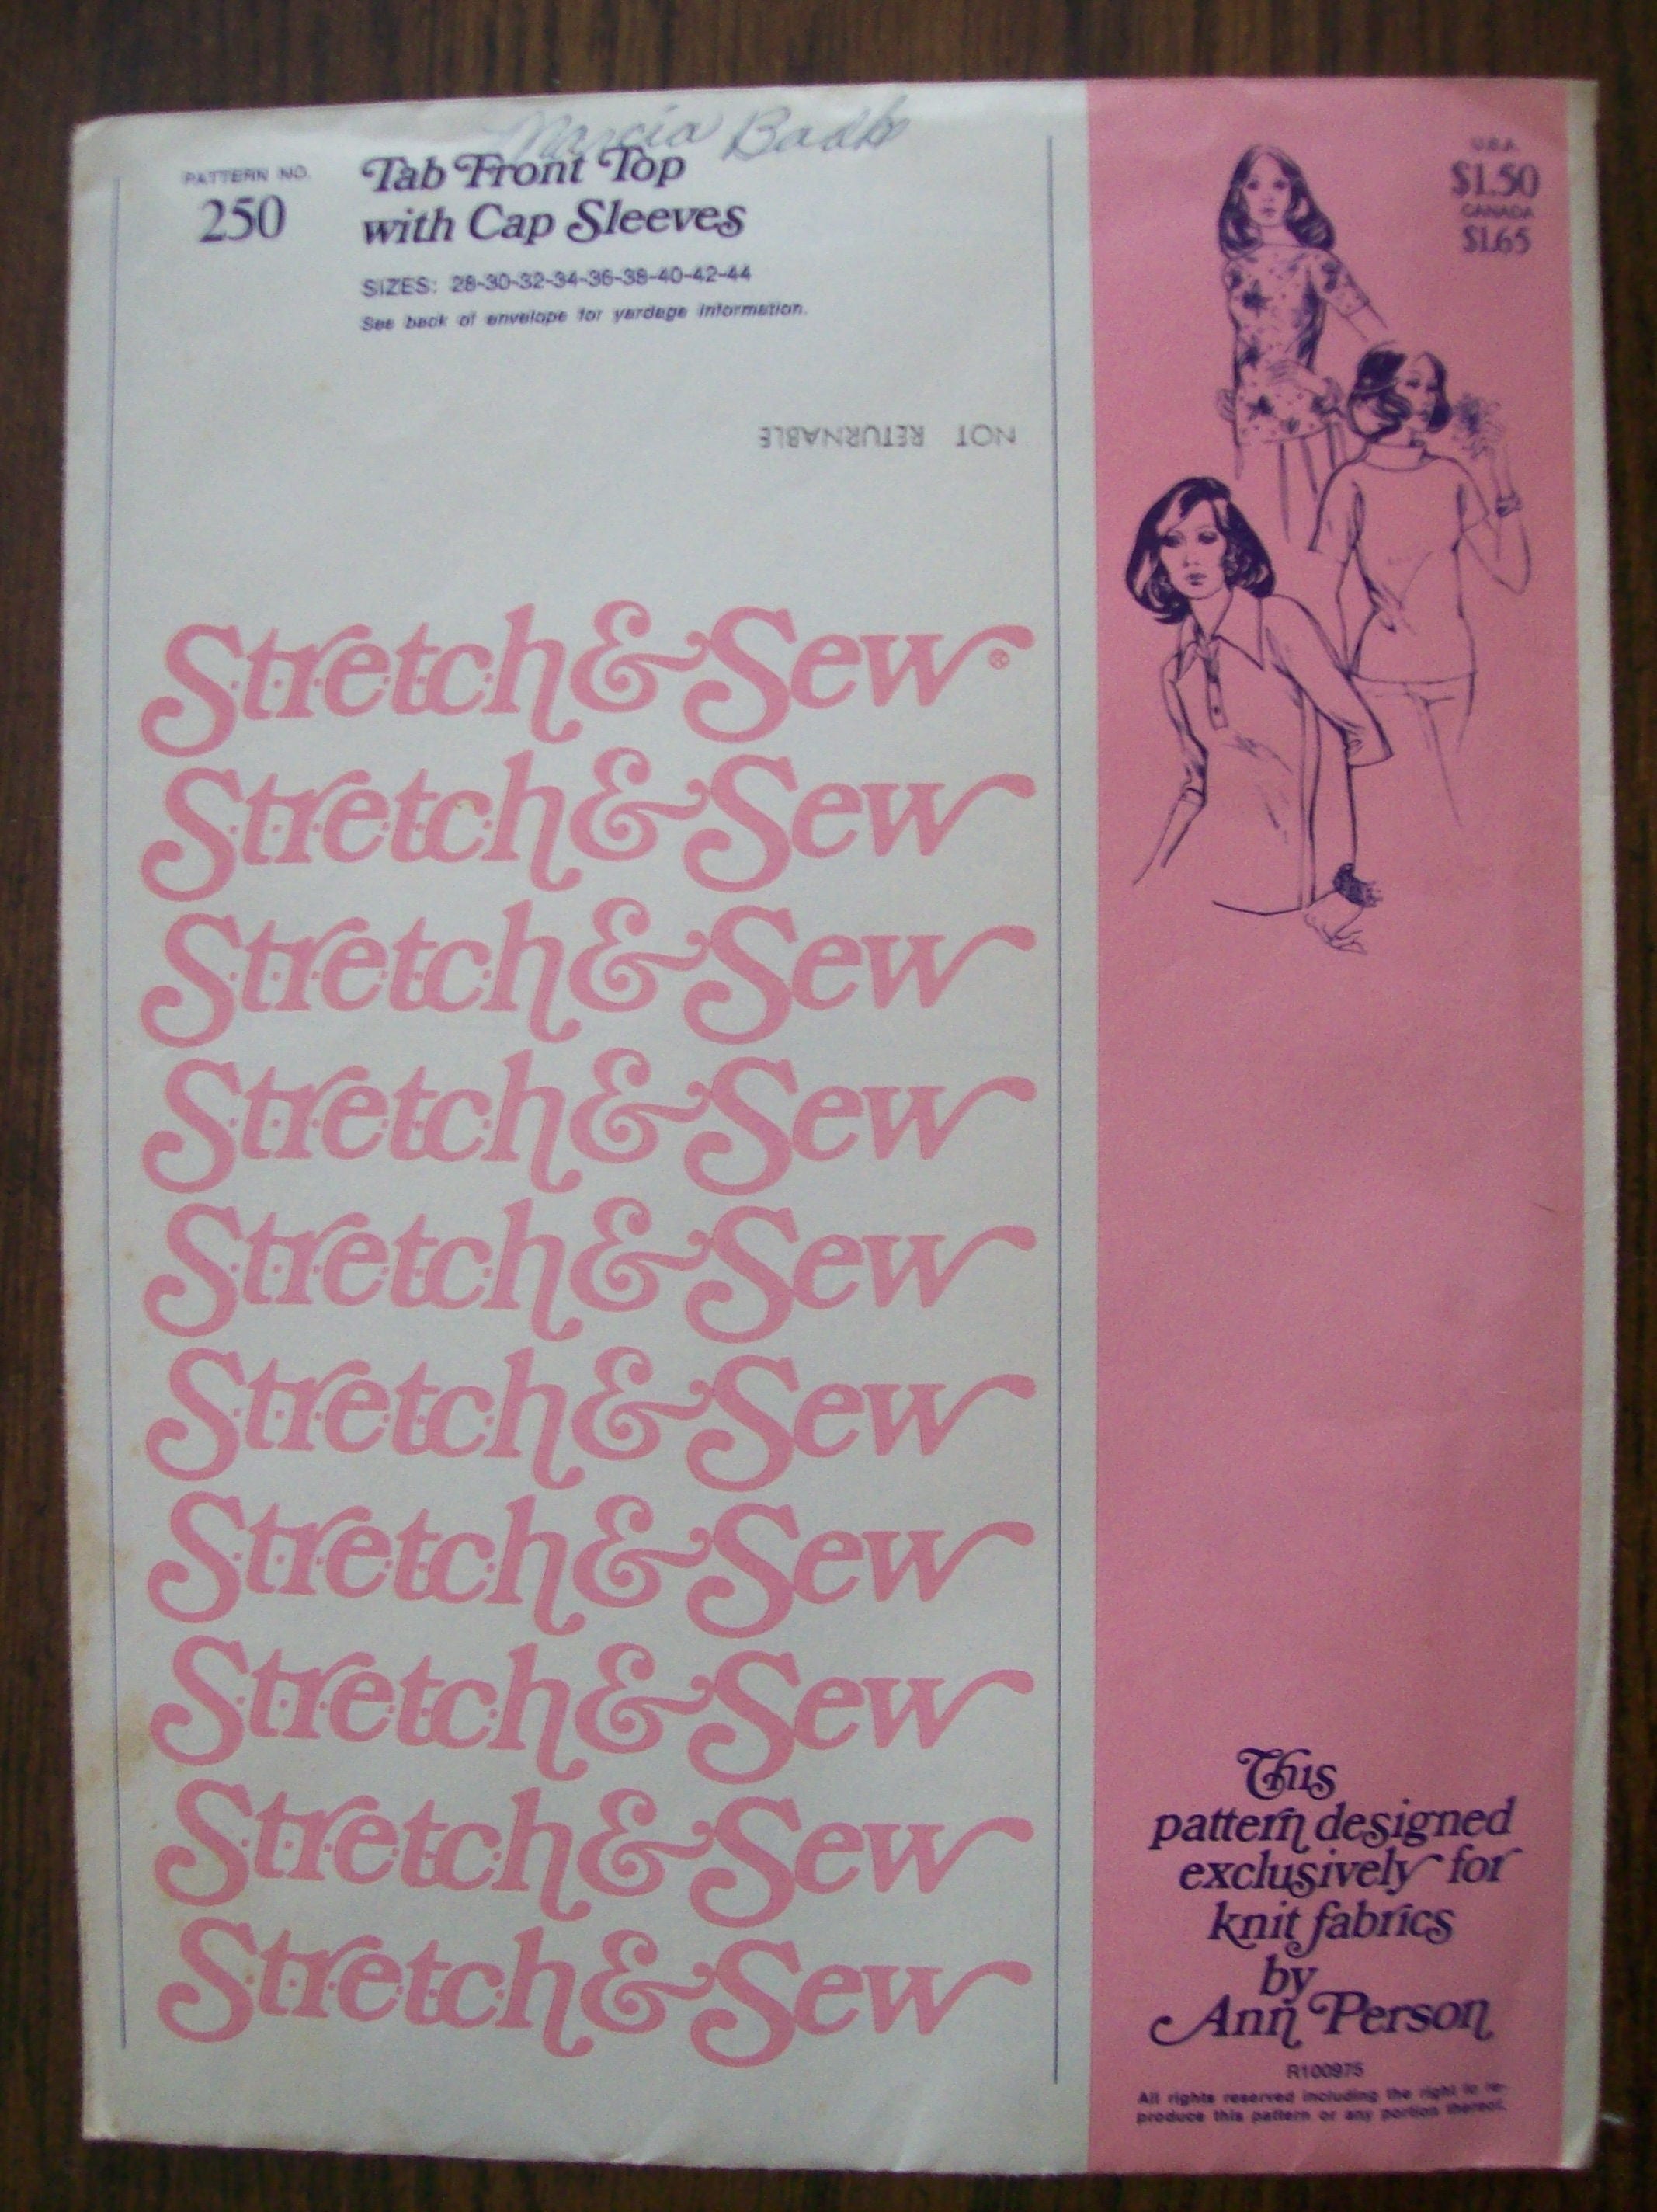 Marcia
PATTERN NO.
250
Tab Front Top
with Cap Sleeves
SIZES: 28-30-32-34-36-38-40-42-44
See back of envelope for yardage information.
NOT RETURNABLE
Stretch & Sew®
Stretch & Sew
Stretch & Sew
Stretch & Sew
Stretch & Sew
Stretch & Sew
Stretch & Sew
Stretch & Sew
Stretch & Sew
Stretch & Sew
U.S.A.
$1.50
CANADA
$1.65
This
pattern designed
exclusively for
knit fabrics
by
Ann Person
R100975
All rights reserved including the right to re-
produce this pattern or any portion thereof.